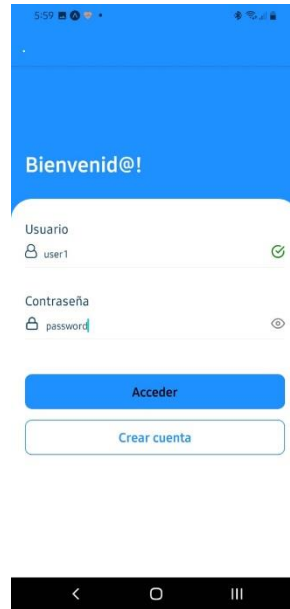 5:59
Bienvenid@!
Usuario
user1
Contraseña
password
Acceder
Crear cuenta